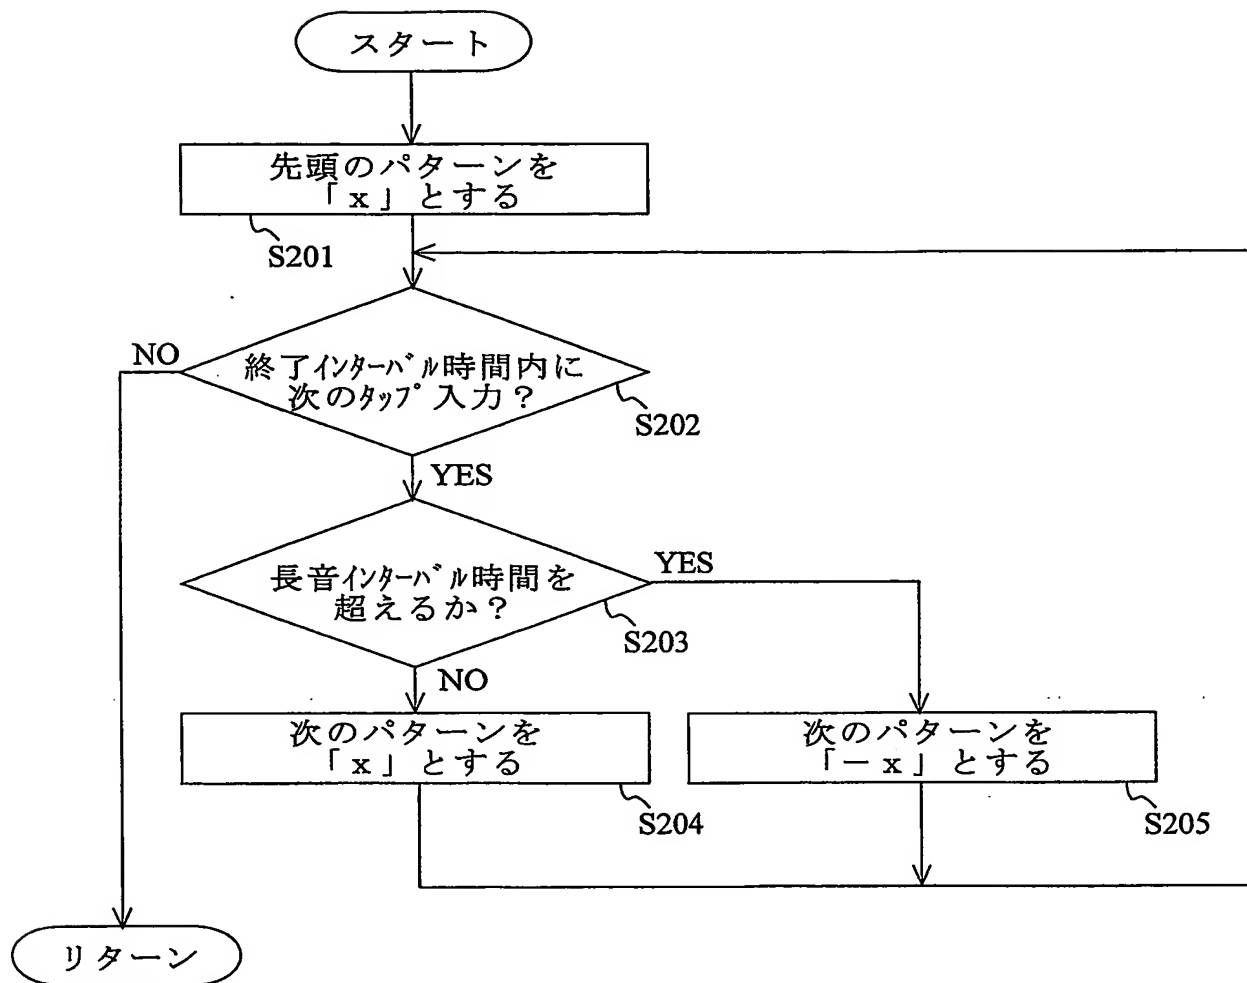 スタート
先頭のパターンを
「x」とする
S201
NO
終了インターバル時間内に
次のタップ入力?
S202
YES
長音インターバル時間を
超えるか?
YES
S203
NO
次のパターンを
「x」とする
S204
次のパターンを
「-x」とする
S205
リターン